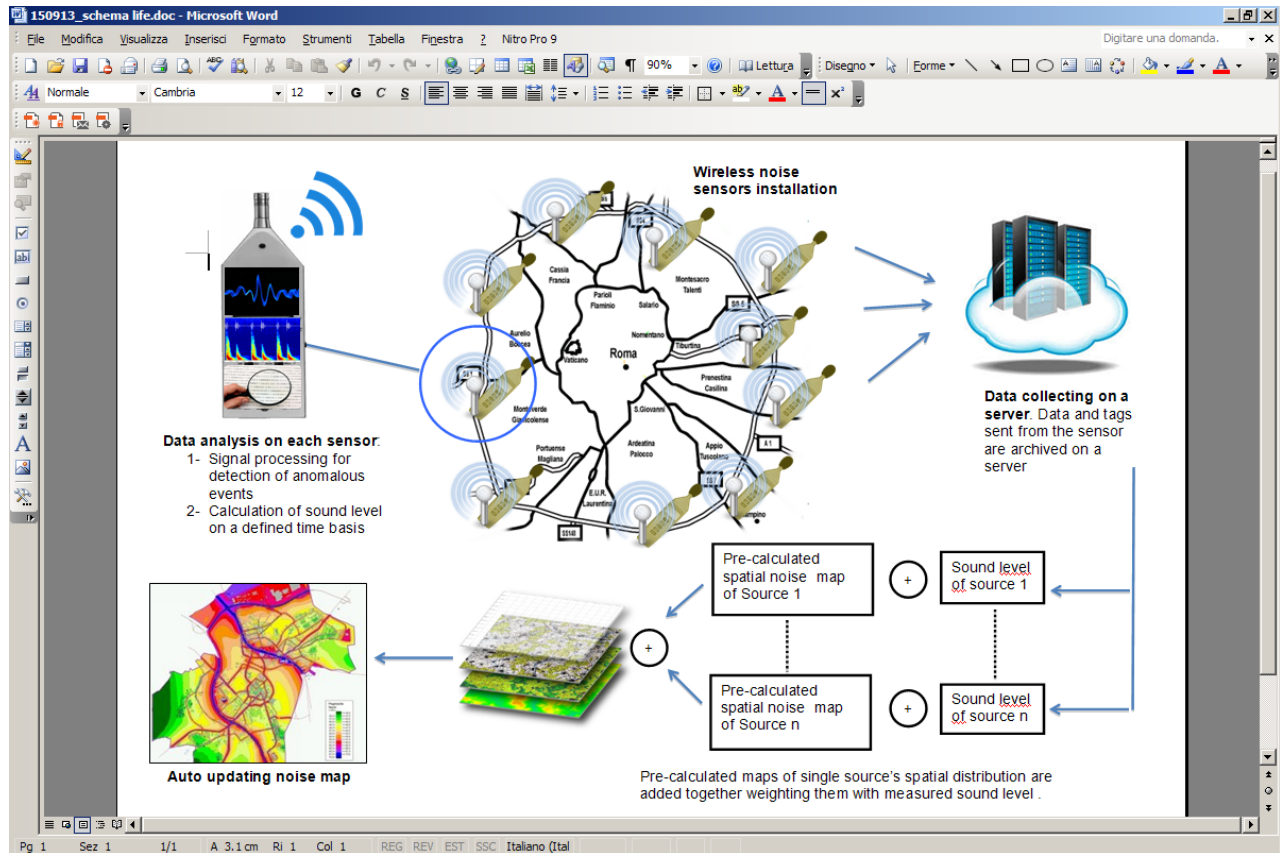 150913_schema life.doc - Microsoft Word
File Modifica Visualizza Inserisci Formato Strumenti Tabella Finestra ? Nitro Pro 9
Digitare una domanda.
90%
Lettura
Disegno
Forme
Normale
Cambria
12
G C S
Wireless noise
sensors installation
Cassia
Francia
Parioli
Flaminio
Salario
Montesacro
Talenti
Nomentano
Tiburtina
Aurelio
Boccea
Vaticano
Roma
Prenestina
Casilina
Monteverde
Gianicolense
S.Giovanni
Portuense
Magliana
Ardeatina
Palocco
Appio
Tuscolano
A 1
E.U.R.
Laurentina
SS148
Data analysis on each sensor:
1- Signal processing for
detection of anomalous
events
2- Calculation of sound level
on a defined time basis
Data collecting on a
server. Data and tags
sent from the sensor
are archived on a
server
Pre-calculated
spatial noise map
of Source 1
+
Sound level
of source 1
+
Pre-calculated
spatial noise map
of Source n
+
Sound level
of source n
Auto updating noise map
Pre-calculated maps of single source's spatial distribution are
added together weighting them with measured sound level .
Pg 1 Sez 1 1/1 A 3.1 cm Ri 1 Col 1 REG REV EST SSC Italiano (Ital